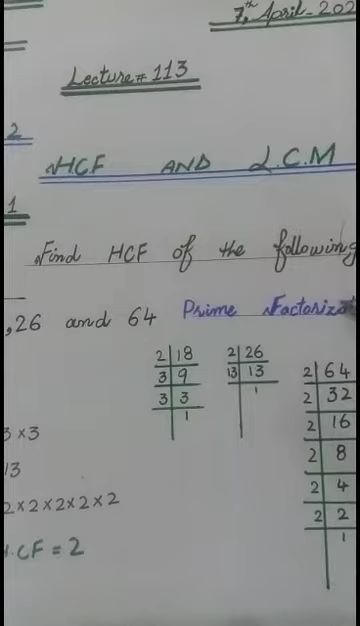 7th April-202
Lecture# 113
2
HCF AND L.C.M
1
Find HCF of the following
,26 and 64 Prime Factoriza
2 | 18
3 | 9
3 | 3
1
2 | 26
13 | 13
1
2 | 64
2 | 32
2 | 16
2 | 8
2 | 4
2 | 2
1
3 × 3
13
2 × 2 × 2 × 2 × 2
.CF = 2